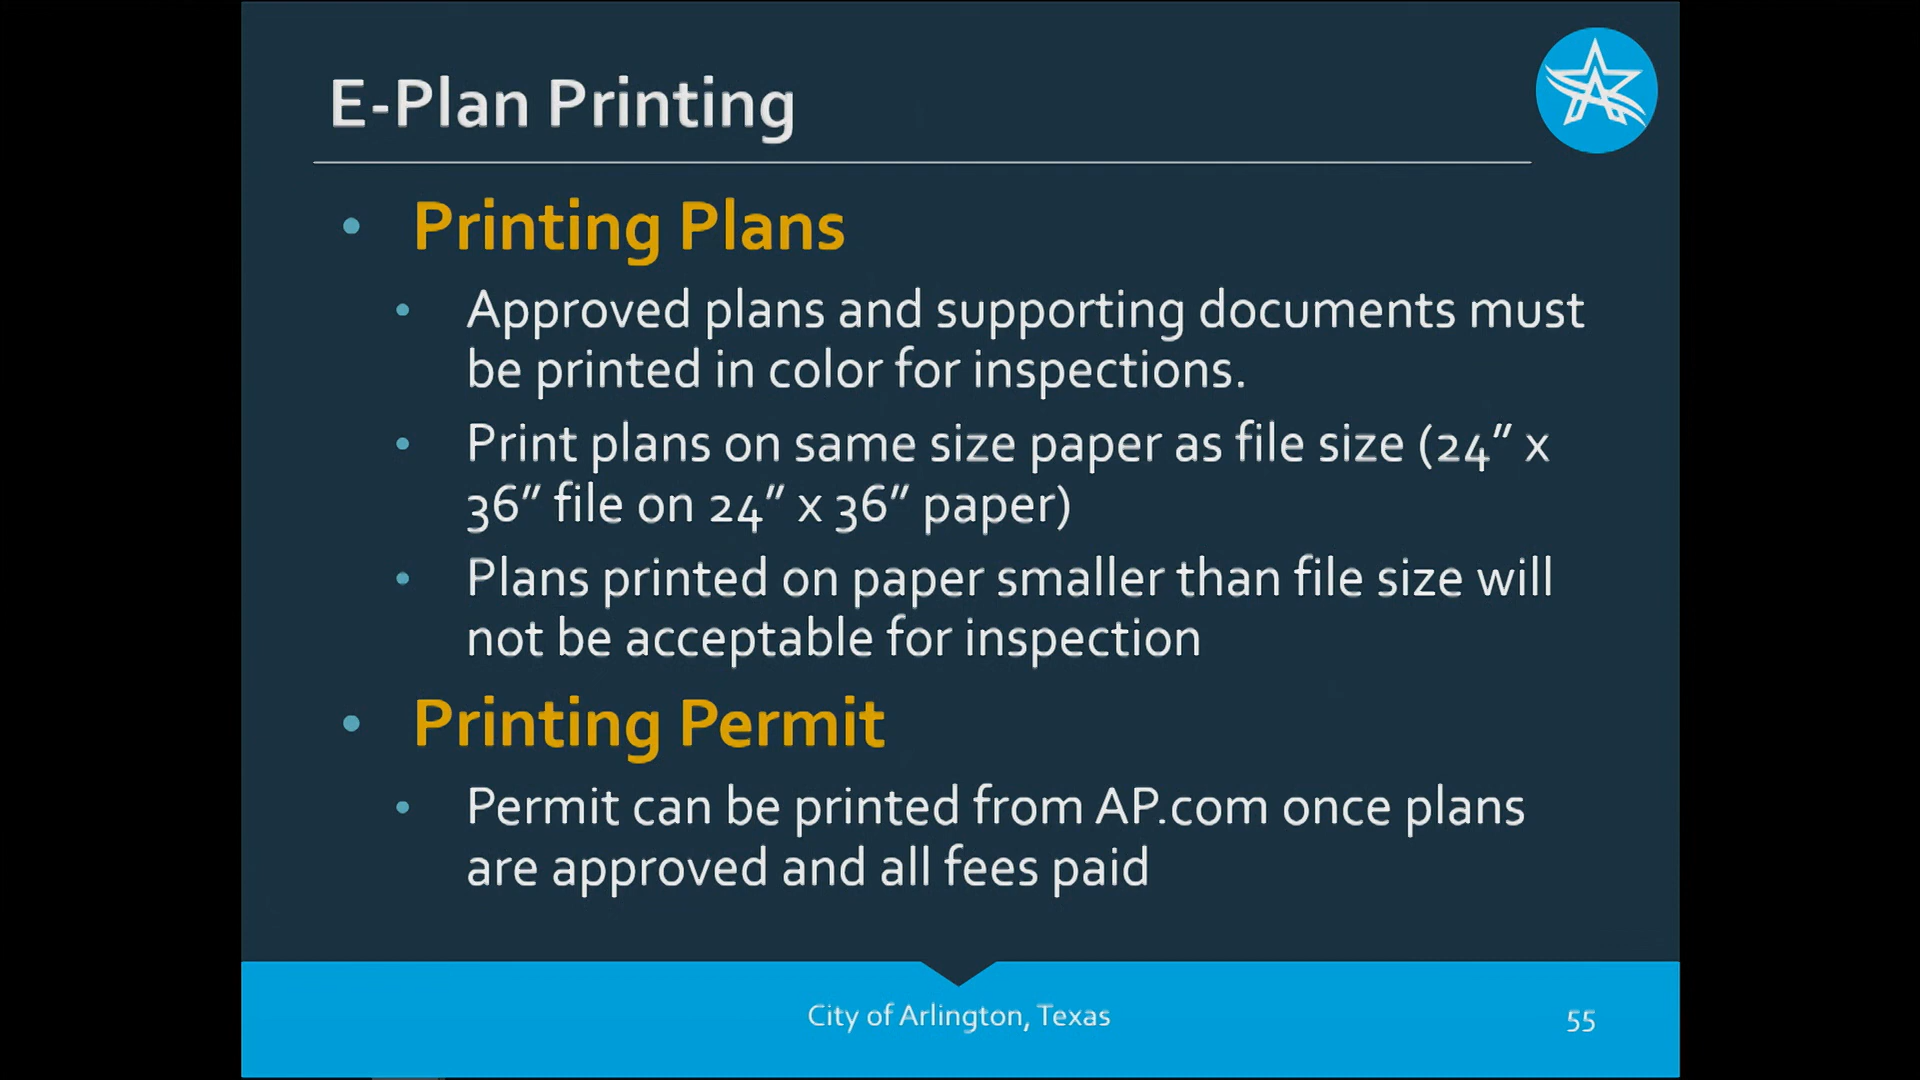 E-Plan Printing
• Printing Plans
• Approved plans and supporting documents must
be printed in color for inspections.
• Print plans on same size paper as file size (24” x
36” file on 24” x 36” paper)
• Plans printed on paper smaller than file size will
not be acceptable for inspection
• Printing Permit
• Permit can be printed from AP.com once plans
are approved and all fees paid
City of Arlington, Texas
55